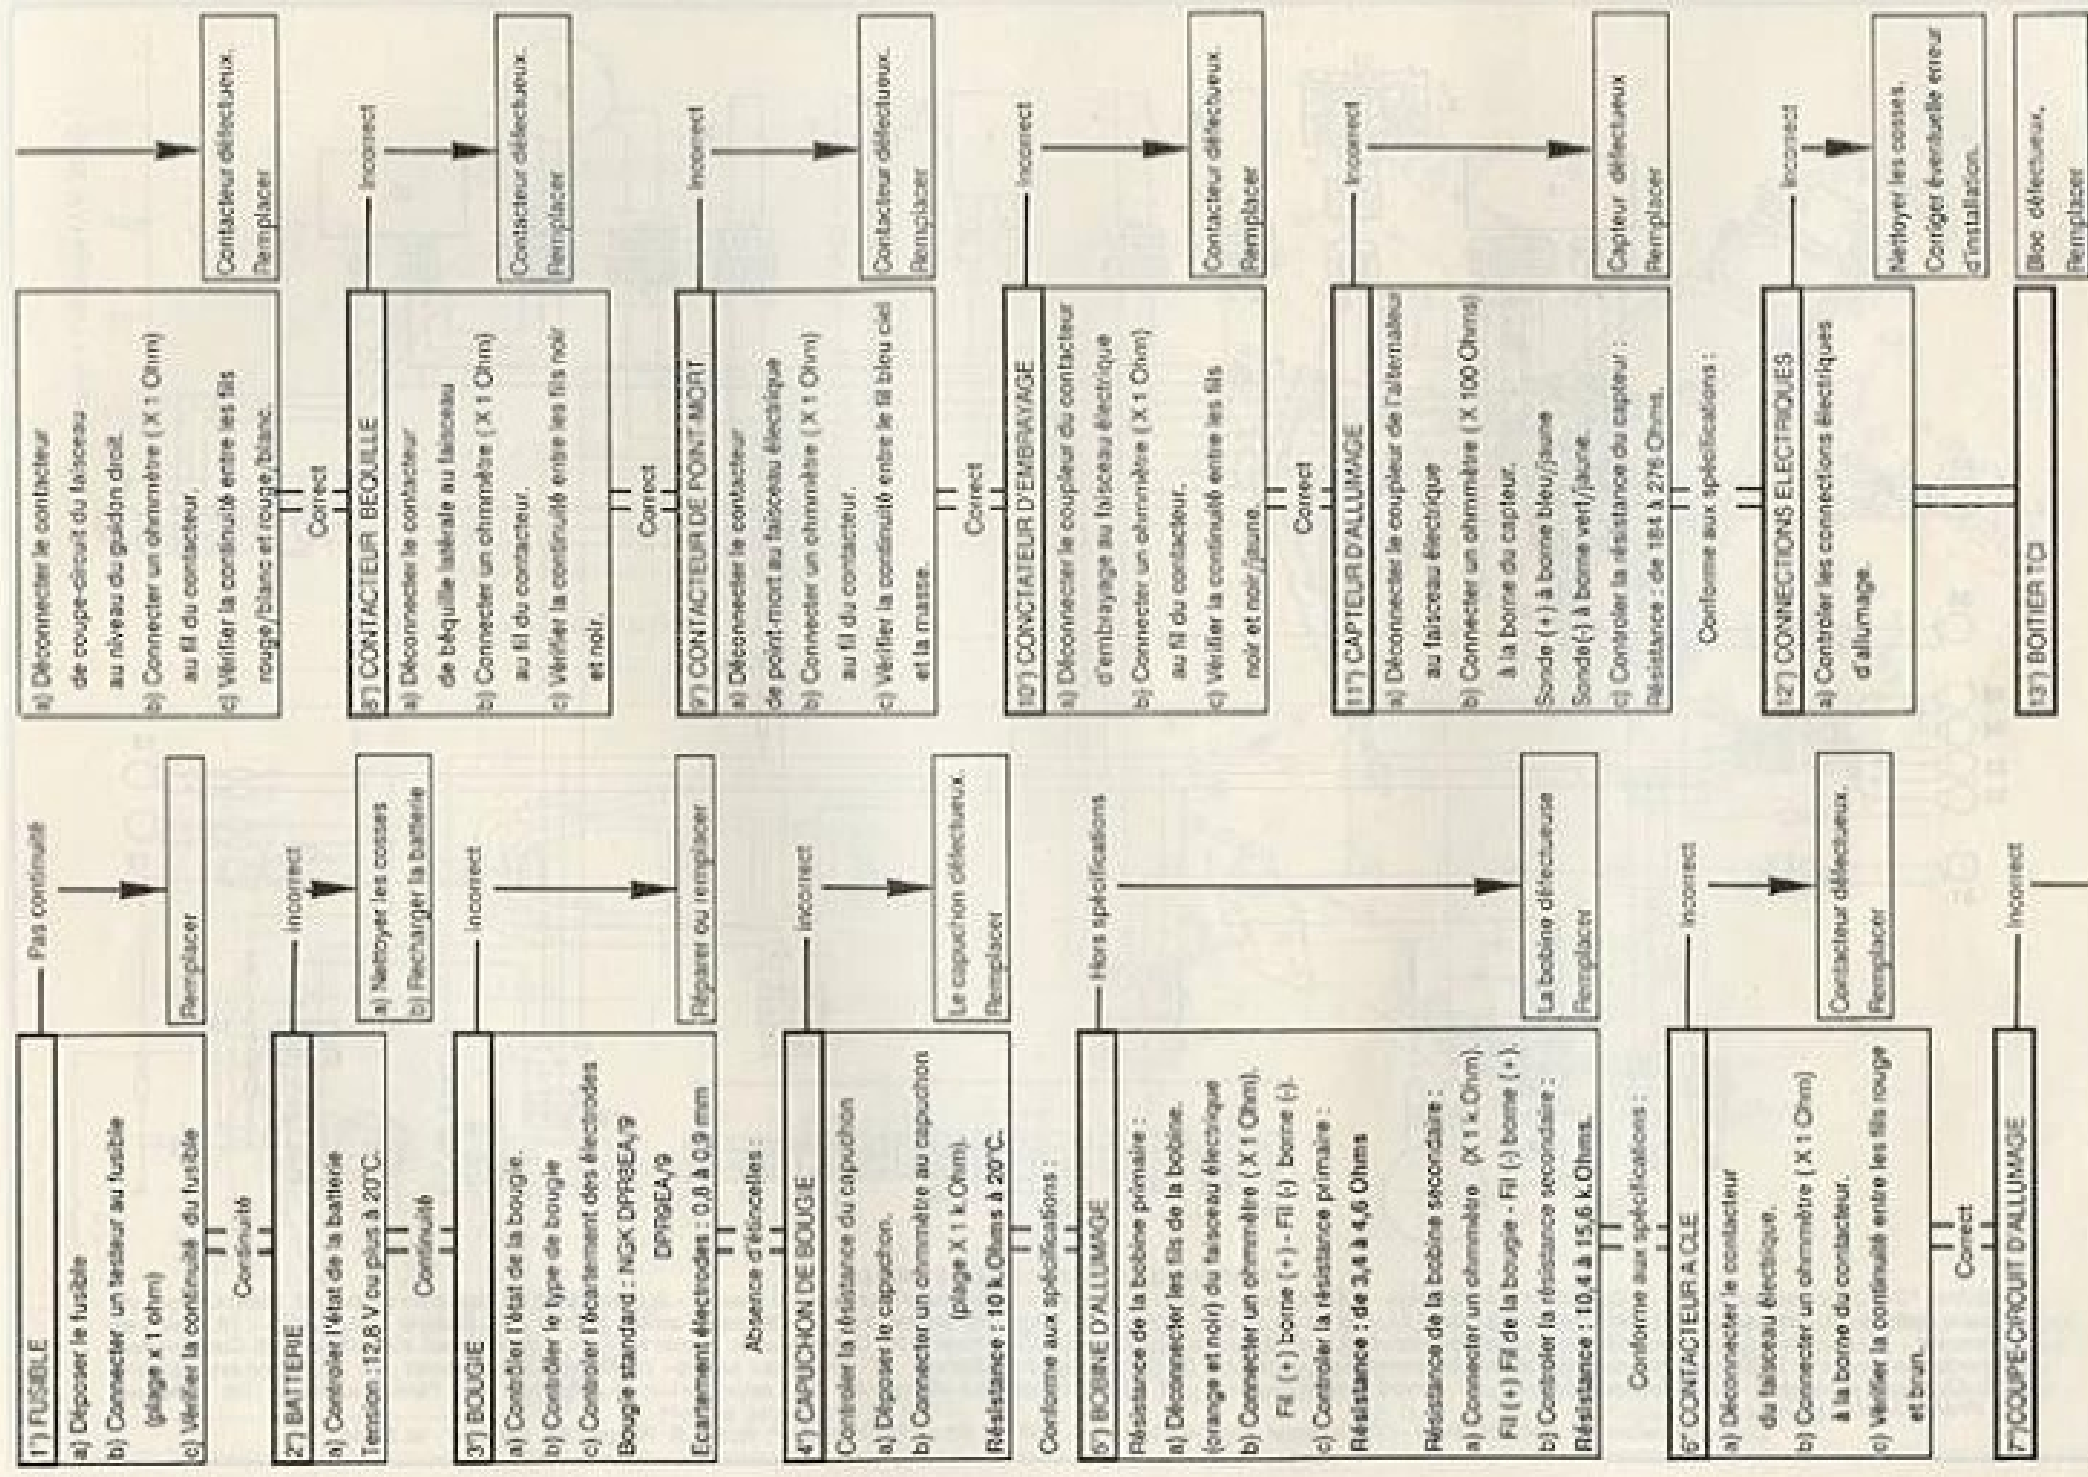 1°) FUSIBLE
a) Déposer le fusible
b) Connecter un testeur au fusible
(plage x 1 ohm)
c) Vérifier la continuité du fusible
Pas continuité
Remplacer
Continuité
2°) BATTERIE
a) Controler l'état de la batterie
Tension : 12,8 V ou plus à 20°C.
Incorrect
a) Nettoyer les cosses
b) Recharger la batterie
Continuité
3°) BOUGIE
a) Contrôler l'état de la bougie.
b) Contrôler le type de bougie
c) Controler l'écartement des électrodes
Bougie standard : NGK DPR8EA/9
DPR9EA/9
Ecartement électrodes : 0,8 à 0,9 mm
Incorrect
Réparer ou remplacer
Absence d'étincelles :
4°) CAPUCHON DE BOUGIE
Controler la résistance du capuchon
a) Déposer le capuchon.
b) Connecter un ohmmètre au capuchon
(plage X 1 k.Ohm).
Résistance : 10 k.Ohms à 20°C.
Incorrect
Le capuchon défectueux.
Remplacer
Conforme aux spécifications :
5°) BOBINE D'ALLUMAGE
Résistance de la bobine primaire :
a) Déconnecter les fils de la bobine.
(orange et noir) du faisceau électrique
b) Connecter un ohmmètre ( X 1 Ohm).
Fil (+) borne (+) - Fil (-) borne (-).
c) Controler la résistance primaire :
Résistance : de 3,4 à 4,6 Ohms
Résistance de la bobine secondaire :
a) Connecter un ohmmètre (X 1 k.Ohm).
Fil (+) Fil de la bougie - Fil (-) borne (+).
b) Controler la résistance secondaire :
Résistance : 10,4 à 15,6 k.Ohms.
Hors spécifications
La bobine défectueuse
Remplacer
Conforme aux spécifications :
6°) CONTACTEUR A CLE
a) Déconnecter le contacteur
du faisceau électrique.
b) Connecter un ohmmètre ( X 1 Ohm)
à la borne du contacteur.
c) Vérifier la continuité entre les fils rouge
et brun.
Incorrect
Contacteur défectueux.
Remplacer
Correct
7°)COUPE-CIRCUIT D'ALLUMAGE
Incorrect
a) Déconnecter le contacteur
de coupe-circuit du faisceau
au niveau du guidon droit.
b) Connecter un ohmmètre ( X 1 Ohm)
au fil du contacteur.
c) Vérifier la continuité entre les fils
rouge/blanc et rouge/blanc.
Contacteur défectueux.
Remplacer
Correct
8°) CONTACTEUR BEQUILLE
a) Déconnecter le contacteur
de béquille latérale au faisceau
b) Connecter un ohmmètre ( X 1 Ohm)
au fil du contacteur.
c) Vérifier la continuité entre les fils noir
et noir.
Incorrect
Contacteur défectueux.
Remplacer
Correct
9°) CONTACTEUR DE POINT-MORT
a) Déconnecter le contacteur
de point-mort au faisceau électrique
b) Connecter un ohmmètre ( X 1 Ohm)
au fil du contacteur.
c) Vérifier la continuité entre le fil bleu ciel
et la masse.
Incorrect
Contacteur défectueux.
Remplacer
Correct
10°) CONCTATEUR D'EMBRAYAGE
a) Déconnecter le coupleur du contacteur
d'embrayage au faisceau électrique
b) Connecter un ohmmètre ( X 1 Ohm)
au fil du contacteur.
c) Vérifier la continuité entre les fils
noir et noir/jaune.
Incorrect
Contacteur défectueux.
Remplacer
Correct
11°) CAPTEUR D'ALLUMAGE
a) Déconnecter le coupleur de l'alternateur
au faisceau électrique
b) Connecter un ohmmètre ( X 100 Ohms)
à la borne du capteur.
Sonde (+) à borne bleu/jaune
Sonde(-) à borne vert/jaune.
c) Controler la résistance du capteur :
Résistance : de 184 à 276 Ohms.
Incorrect
Capteur défectueux
Remplacer
Conforme aux spécifications :
12°) CONNECTIONS ELECTRIQUES
a) Controler les connections électriques
d'allumage.
Incorrect
Nettoyer les cosses.
Corriger éventuelle erreur
d'installation.
13°) BOITIER TCI
Bloc défectueux,
Remplacer